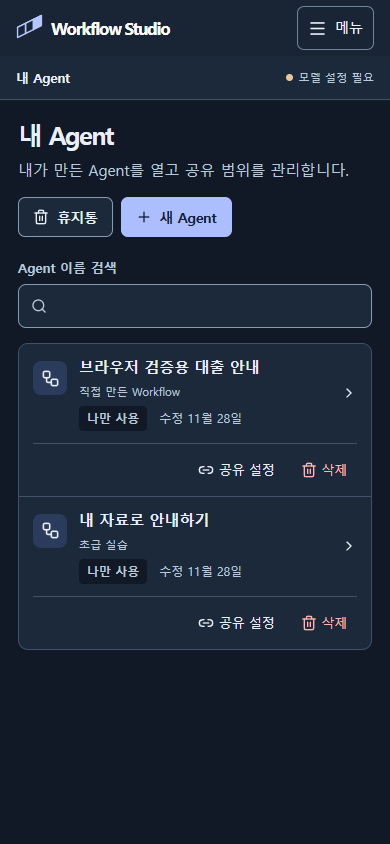 Workflow Studio
메뉴
내 Agent
모델 설정 필요
내 Agent
내가 만든 Agent를 열고 공유 범위를 관리합니다.
휴지통
새 Agent
Agent 이름 검색
브라우저 검증용 대출 안내
직접 만든 Workflow
나만 사용 수정 11월 28일
공유 설정 삭제
내 자료로 안내하기
초급 실습
나만 사용 수정 11월 28일
공유 설정 삭제